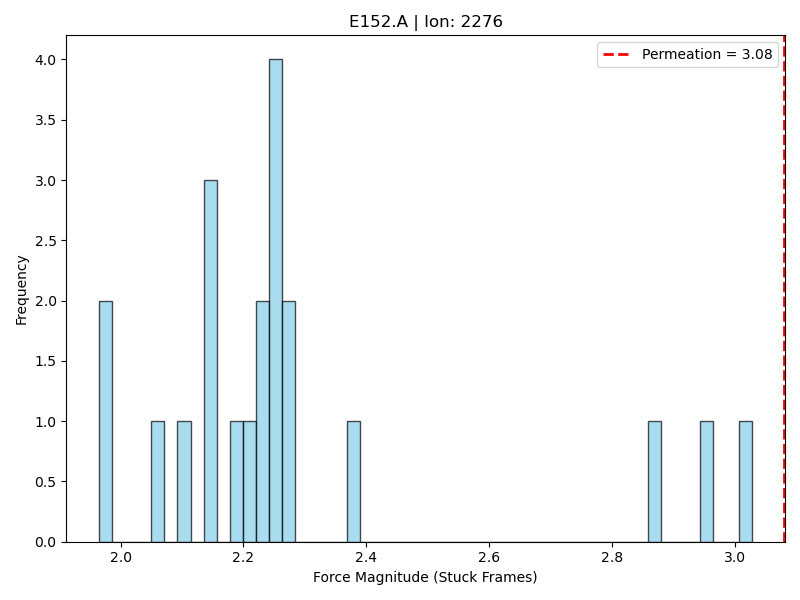 E152.A | Ion: 2276
Permeation = 3.08
Frequency
4.0
3.5
3.0
2.5
2.0
1.5
1.0
0.5
0.0
2.0 2.2 2.4 2.6 2.8 3.0
Force Magnitude (Stuck Frames)